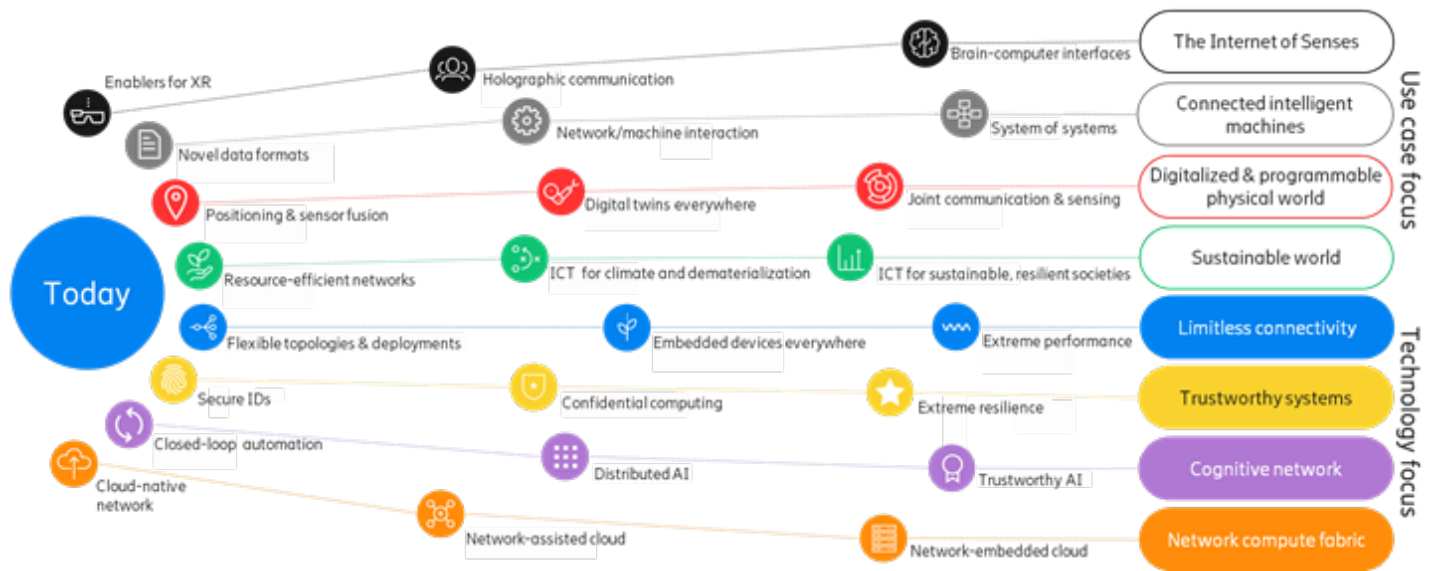 Enablers for XR
Holographic communication
Brain-computer interfaces
The Internet of Senses
Novel data formats
Network/machine interaction
System of systems
Connected intelligent
machines
Positioning & sensor fusion
Digital twins everywhere
Joint communication & sensing
Digitalized & programmable
physical world
Use case focus
Today
Resource-efficient networks
ICT for climate and dematerialization
ICT for sustainable, resilient societies
Sustainable world
Flexible topologies & deployments
Embedded devices everywhere
Extreme performance
Limitless connectivity
Secure IDs
Confidential computing
Extreme resilience
Trustworthy systems
Closed-loop automation
Distributed AI
Trustworthy AI
Cognitive network
Cloud-native
network
Network-assisted cloud
Network-embedded cloud
Network compute fabric
Technology focus